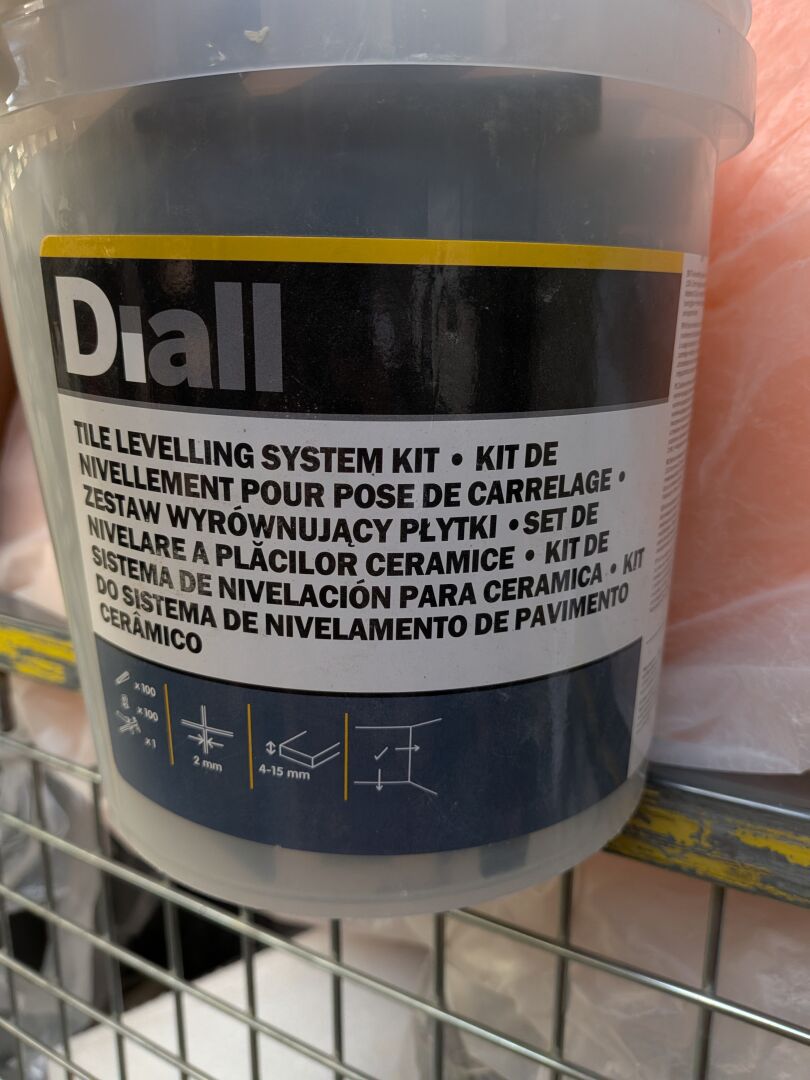 Diall
TILE LEVELLING SYSTEM KIT • KIT DE
NIVELLEMENT POUR POSE DE CARRELAGE •
ZESTAW WYRÓWNUJĄCY PŁYTKI • SET DE
NIVELARE A PLĂCILOR CERAMICE • KIT DE
SISTEMA DE NIVELACIÓN PARA CERAMICA • KIT
DO SISTEMA DE NIVELAMENTO DE PAVIMENTO
CERÂMICO
x100
x100
x1
2 mm
4-15 mm